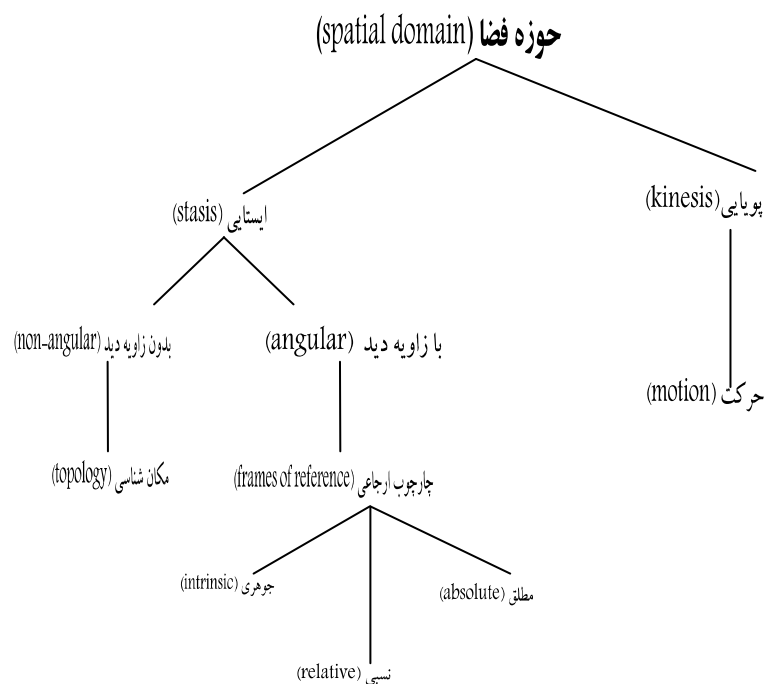 حوزه فضا (spatial domain)
پویایی (kinesis)
ایستایی (stasis)
با زاویه دید (angular)
بدون زاویه دید (non-angular)
حرکت (motion)
چارچوب ارجاعی (frames of reference)
مکان شناسی (topology)
مطلق (absolute)
جوهری (intrinsic)
نسبی (relative)